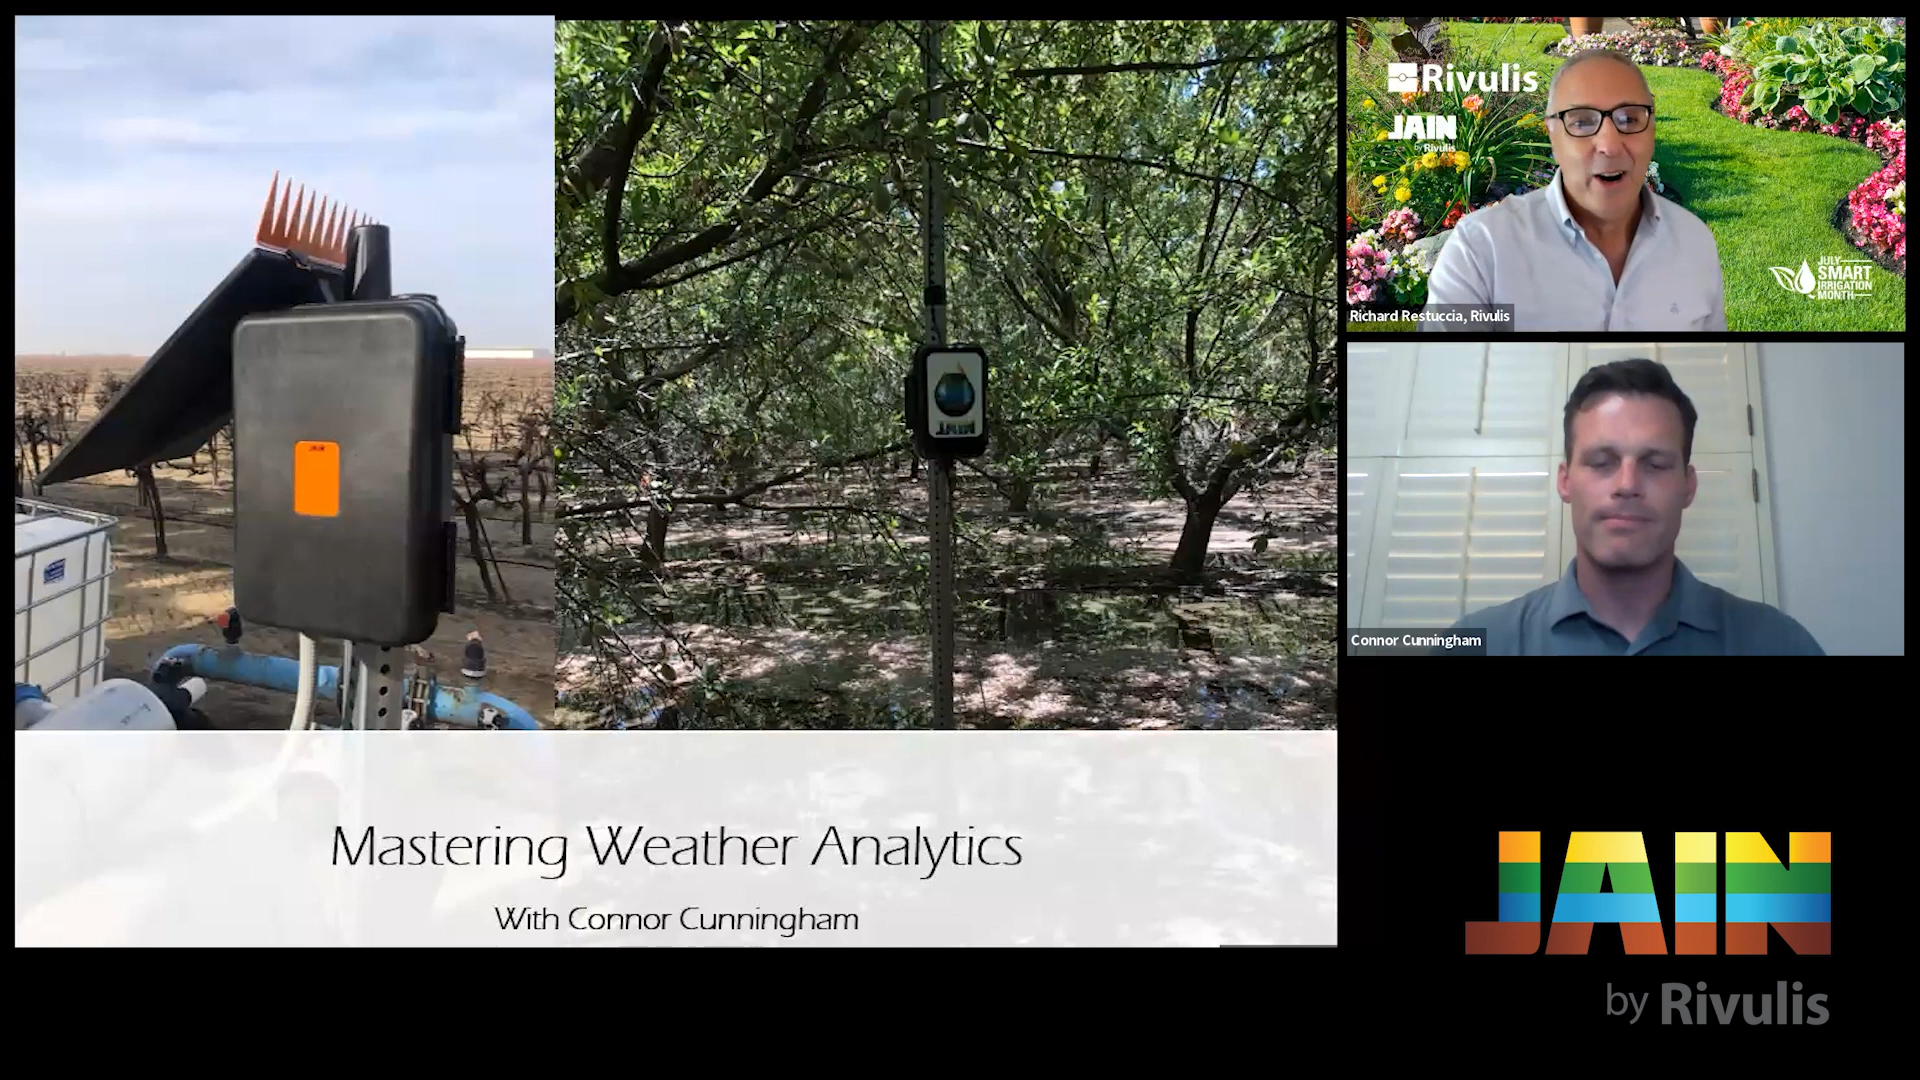 JAIN
JAIN
Mastering Weather Analytics
With Connor Cunningham
Rivulis
JAIN
by Rivulis
JULY
SMART
IRRIGATION
MONTH
Richard Restuccia, Rivulis
Connor Cunningham
JAIN
by Rivulis